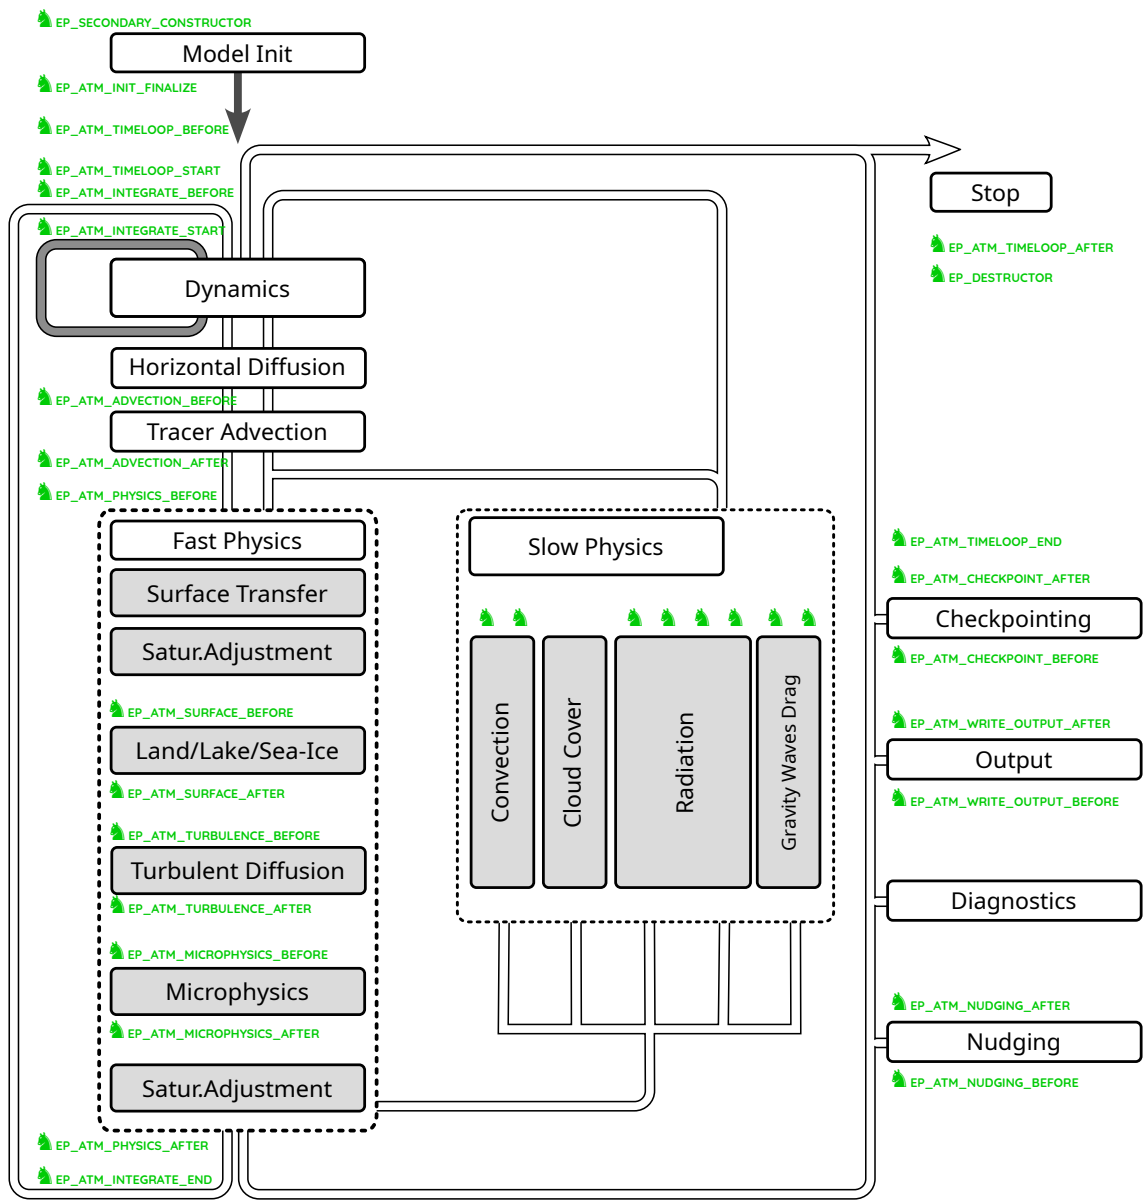 EP_SECONDARY_CONSTRUCTOR
Model Init
EP_ATM_INIT_FINALIZE
EP_ATM_TIMELOOP_BEFORE
EP_ATM_TIMELOOP_START
EP_ATM_INTEGRATE_BEFORE
EP_ATM_INTEGRATE_START
Dynamics
Horizontal Diffusion
EP_ATM_ADVECTION_BEFORE
Tracer Advection
EP_ATM_ADVECTION_AFTER
EP_ATM_PHYSICS_BEFORE
Fast Physics
Surface Transfer
Satur.Adjustment
EP_ATM_SURFACE_BEFORE
Land/Lake/Sea-Ice
EP_ATM_SURFACE_AFTER
EP_ATM_TURBULENCE_BEFORE
Turbulent Diffusion
EP_ATM_TURBULENCE_AFTER
EP_ATM_MICROPHYSICS_BEFORE
Microphysics
EP_ATM_MICROPHYSICS_AFTER
Satur.Adjustment
EP_ATM_PHYSICS_AFTER
EP_ATM_INTEGRATE_END
Slow Physics
Convection
Cloud Cover
Radiation
Gravity Waves Drag
Stop
EP_ATM_TIMELOOP_AFTER
EP_DESTRUCTOR
EP_ATM_TIMELOOP_END
EP_ATM_CHECKPOINT_AFTER
Checkpointing
EP_ATM_CHECKPOINT_BEFORE
EP_ATM_WRITE_OUTPUT_AFTER
Output
EP_ATM_WRITE_OUTPUT_BEFORE
Diagnostics
EP_ATM_NUDGING_AFTER
Nudging
EP_ATM_NUDGING_BEFORE